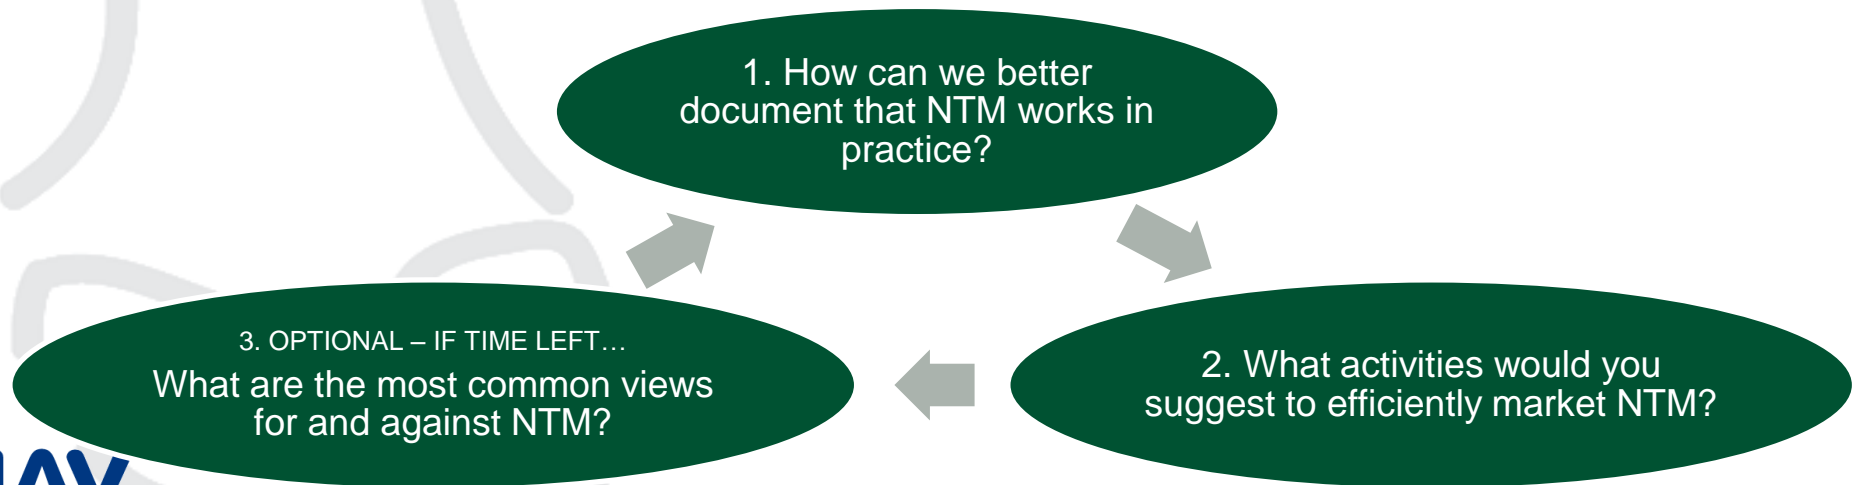 1. How can we better
document that NTM works in
practice?
2. What activities would you
suggest to efficiently market NTM?
3. OPTIONAL – IF TIME LEFT…
What are the most common views
for and against NTM?